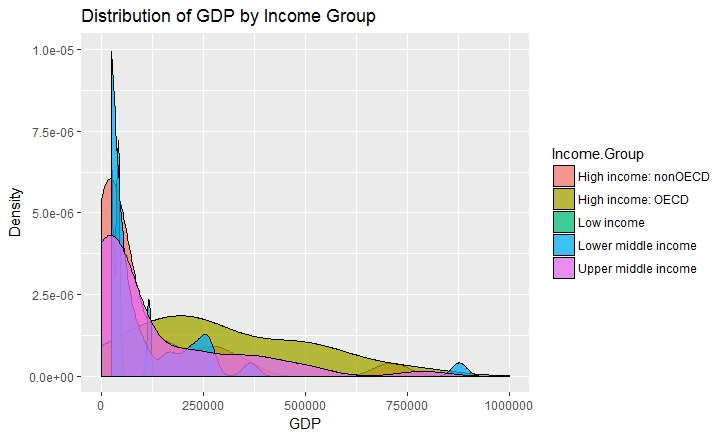 Distribution of GDP by Income Group
1.0e-05
7.5e-06
5.0e-06
2.5e-06
0.0e+00
Density
0
250000
500000
750000
1000000
GDP
Income.Group
High income: nonOECD
High income: OECD
Low income
Lower middle income
Upper middle income